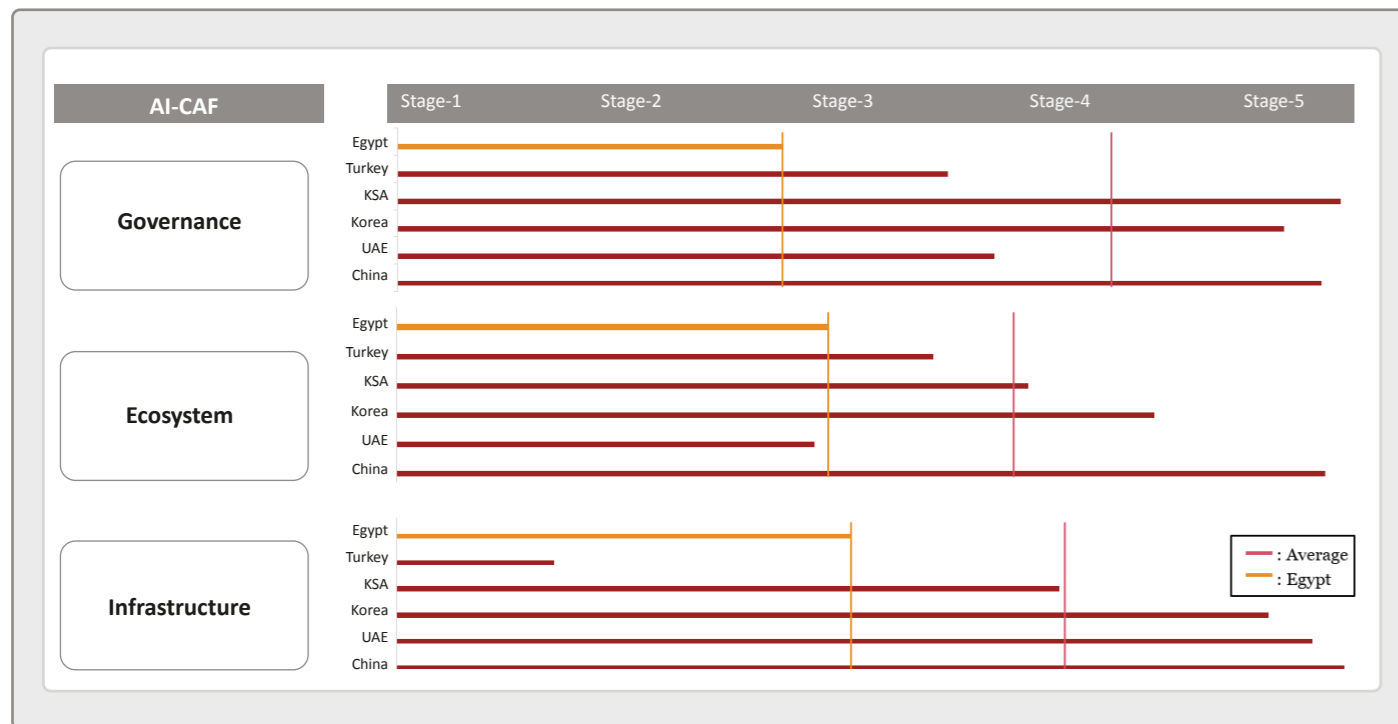 AI-CAF
Stage-1 Stage-2 Stage-3 Stage-4 Stage-5
Governance
Egypt
Turkey
KSA
Korea
UAE
China
Ecosystem
Egypt
Turkey
KSA
Korea
UAE
China
Infrastructure
Egypt
Turkey
KSA
Korea
UAE
China
: Average
: Egypt